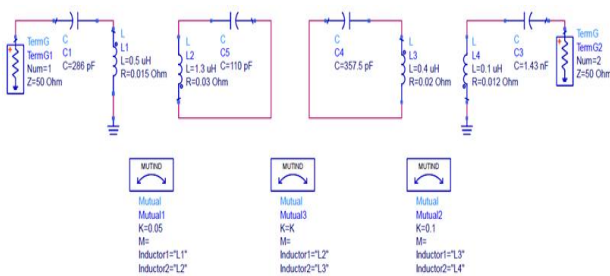 TermG
TermG1
Num=1
Z=50 Ohm
C
C1
C=286 pF
L
L1
L=0.5 uH
R=0.015 Ohm
L
L2
L=1.3 uH
R=0.03 Ohm
C
C5
C=110 pF
C
C4
C=357.5 pF
L
L3
L=0.4 uH
R=0.02 Ohm
L
L4
L=0.1 uH
R=0.012 Ohm
C
C3
C=1.43 nF
TermG
TermG2
Num=2
Z=50 Ohm
MUTIND
Mutual
Mutual1
K=0.05
M=
Inductor1="L1"
Inductor2="L2"
MUTIND
Mutual
Mutual3
K=K
M=
Inductor1="L2"
Inductor2="L3"
MUTIND
Mutual
Mutual2
K=0.1
M=
Inductor1="L3"
Inductor2="L4"